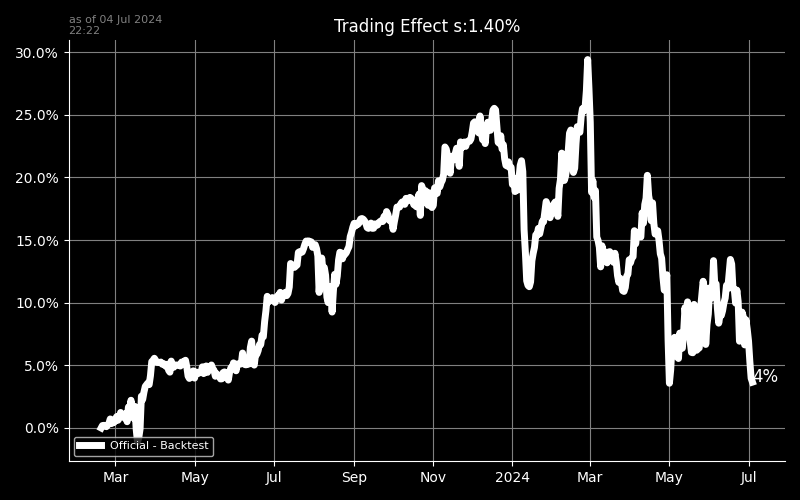 as of 04 Jul 2024
22:22
Trading Effect s:1.40%
30.0%
25.0%
20.0%
15.0%
10.0%
5.0%
0.0%
4%
Official - Backtest
Mar May Jul Sep Nov 2024 Mar May Jul